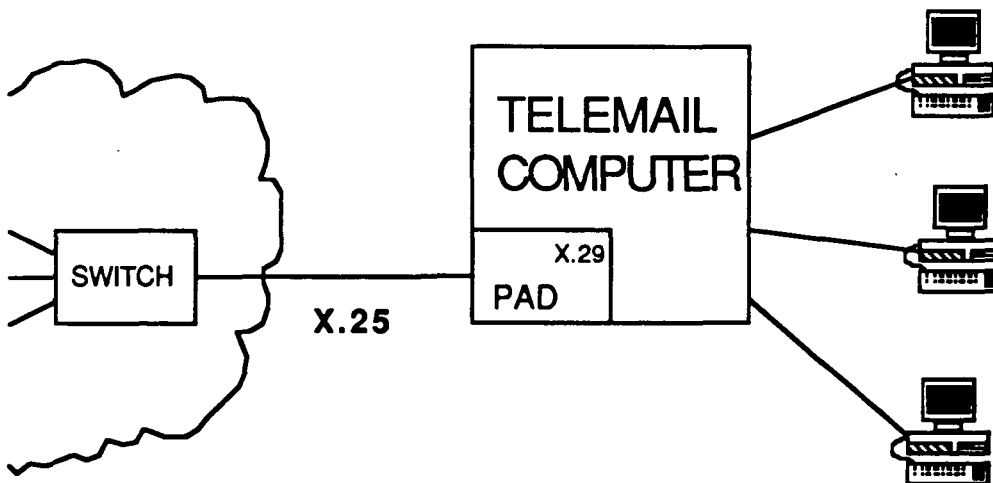 SWITCH
X.25
TELEMAIL
COMPUTER
X.29
PAD